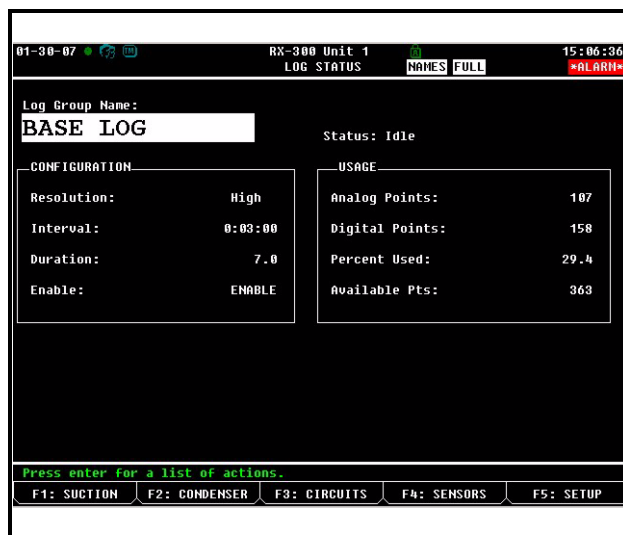 01-30-07 RX-300 Unit 1 15:06:36
LOG STATUS NAMES FULL *ALARM*
Log Group Name:
BASE LOG
Status: Idle
CONFIGURATION
Resolution: High
Interval: 0:03:00
Duration: 7.0
Enable: ENABLE
USAGE
Analog Points: 107
Digital Points: 158
Percent Used: 29.4
Available Pts: 363
Press enter for a list of actions.
F1: SUCTION F2: CONDENSER F3: CIRCUITS F4: SENSORS F5: SETUP